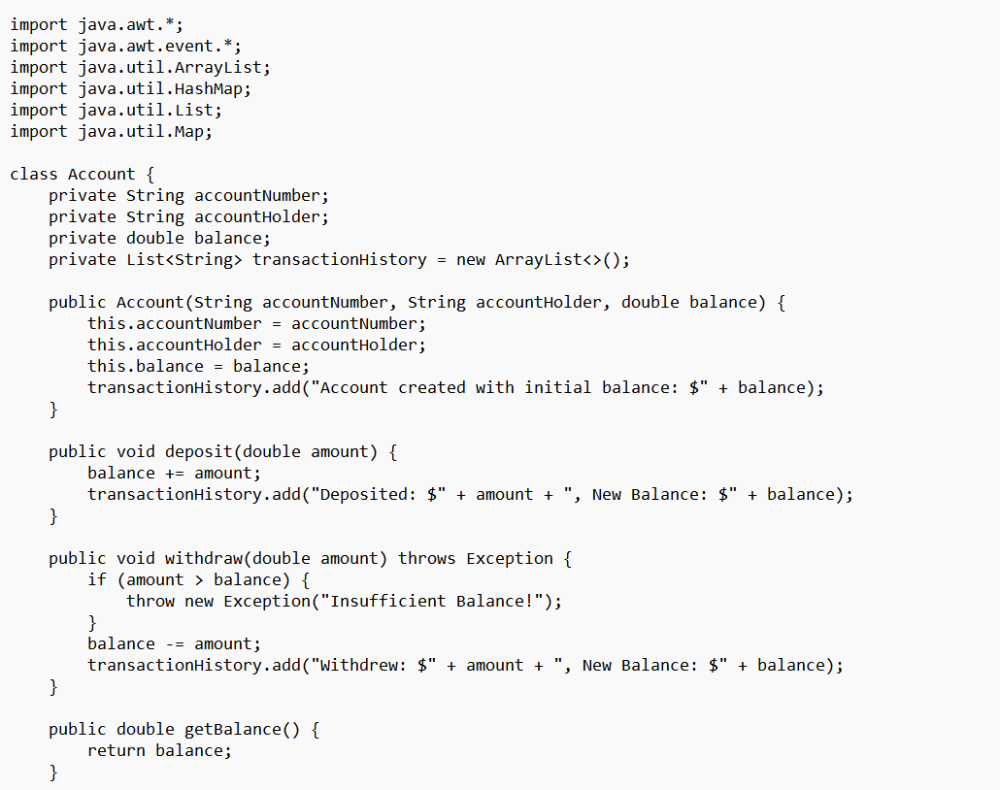 import java.awt.*;
import java.awt.event.*;
import java.util.ArrayList;
import java.util.HashMap;
import java.util.List;
import java.util.Map;

class Account {
    private String accountNumber;
    private String accountHolder;
    private double balance;
    private List<String> transactionHistory = new ArrayList<>();

    public Account(String accountNumber, String accountHolder, double balance) {
        this.accountNumber = accountNumber;
        this.accountHolder = accountHolder;
        this.balance = balance;
        transactionHistory.add("Account created with initial balance: $" + balance);
    }

    public void deposit(double amount) {
        balance += amount;
        transactionHistory.add("Deposited: $" + amount + ", New Balance: $" + balance);
    }

    public void withdraw(double amount) throws Exception {
        if (amount > balance) {
            throw new Exception("Insufficient Balance!");
        }
        balance -= amount;
        transactionHistory.add("Withdrew: $" + amount + ", New Balance: $" + balance);
    }

    public double getBalance() {
        return balance;
    }